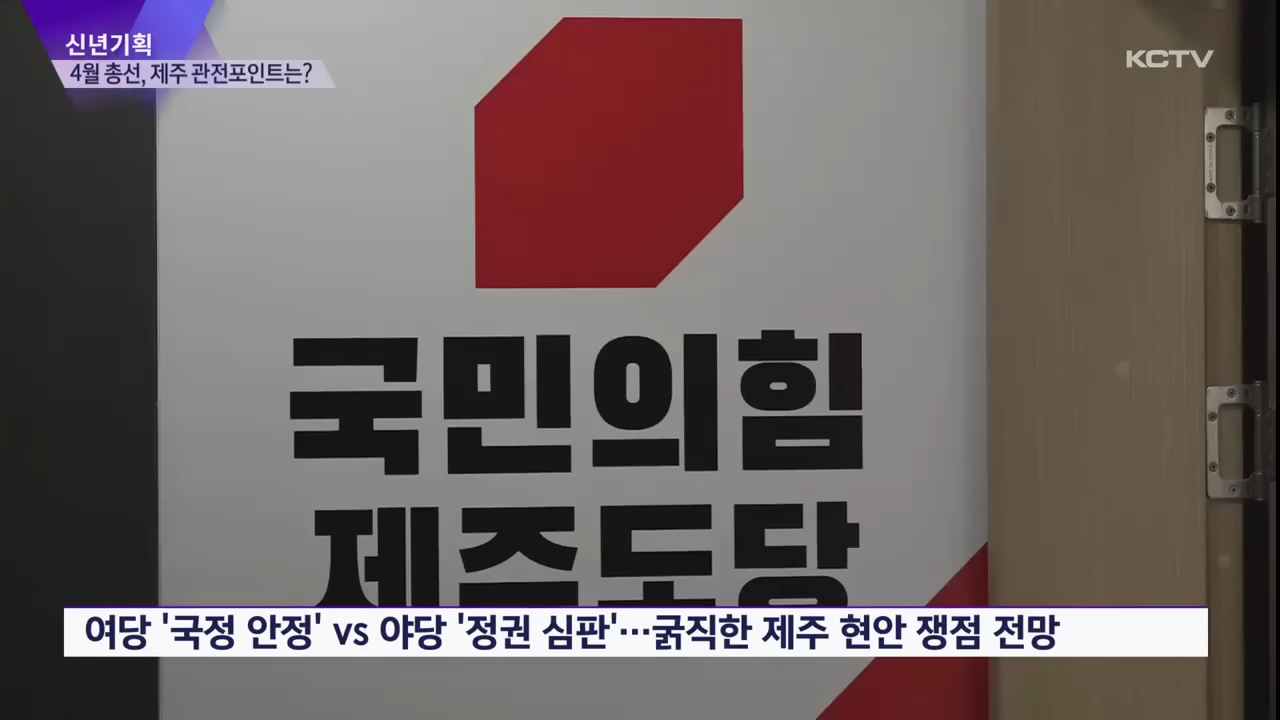 신년기획
4월 총선, 제주 관전포인트는?
KCTV
국민의힘
제주도당
여당 '국정 안정' vs 야당 '정권 심판'…굵직한 제주 현안 쟁점 전망